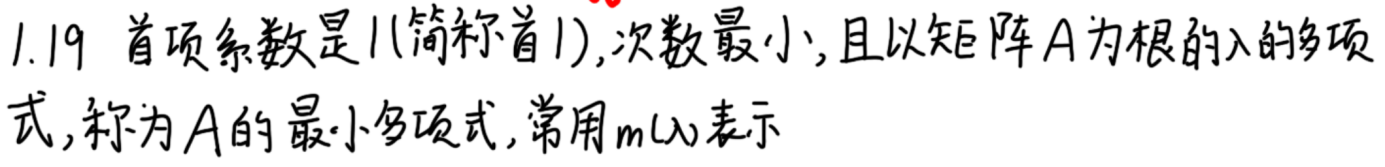 1.19 首项系数是1(简称首1),次数最小,且以矩阵A为根的λ的多项
式,称为A的最小多项式,常用m(λ)表示